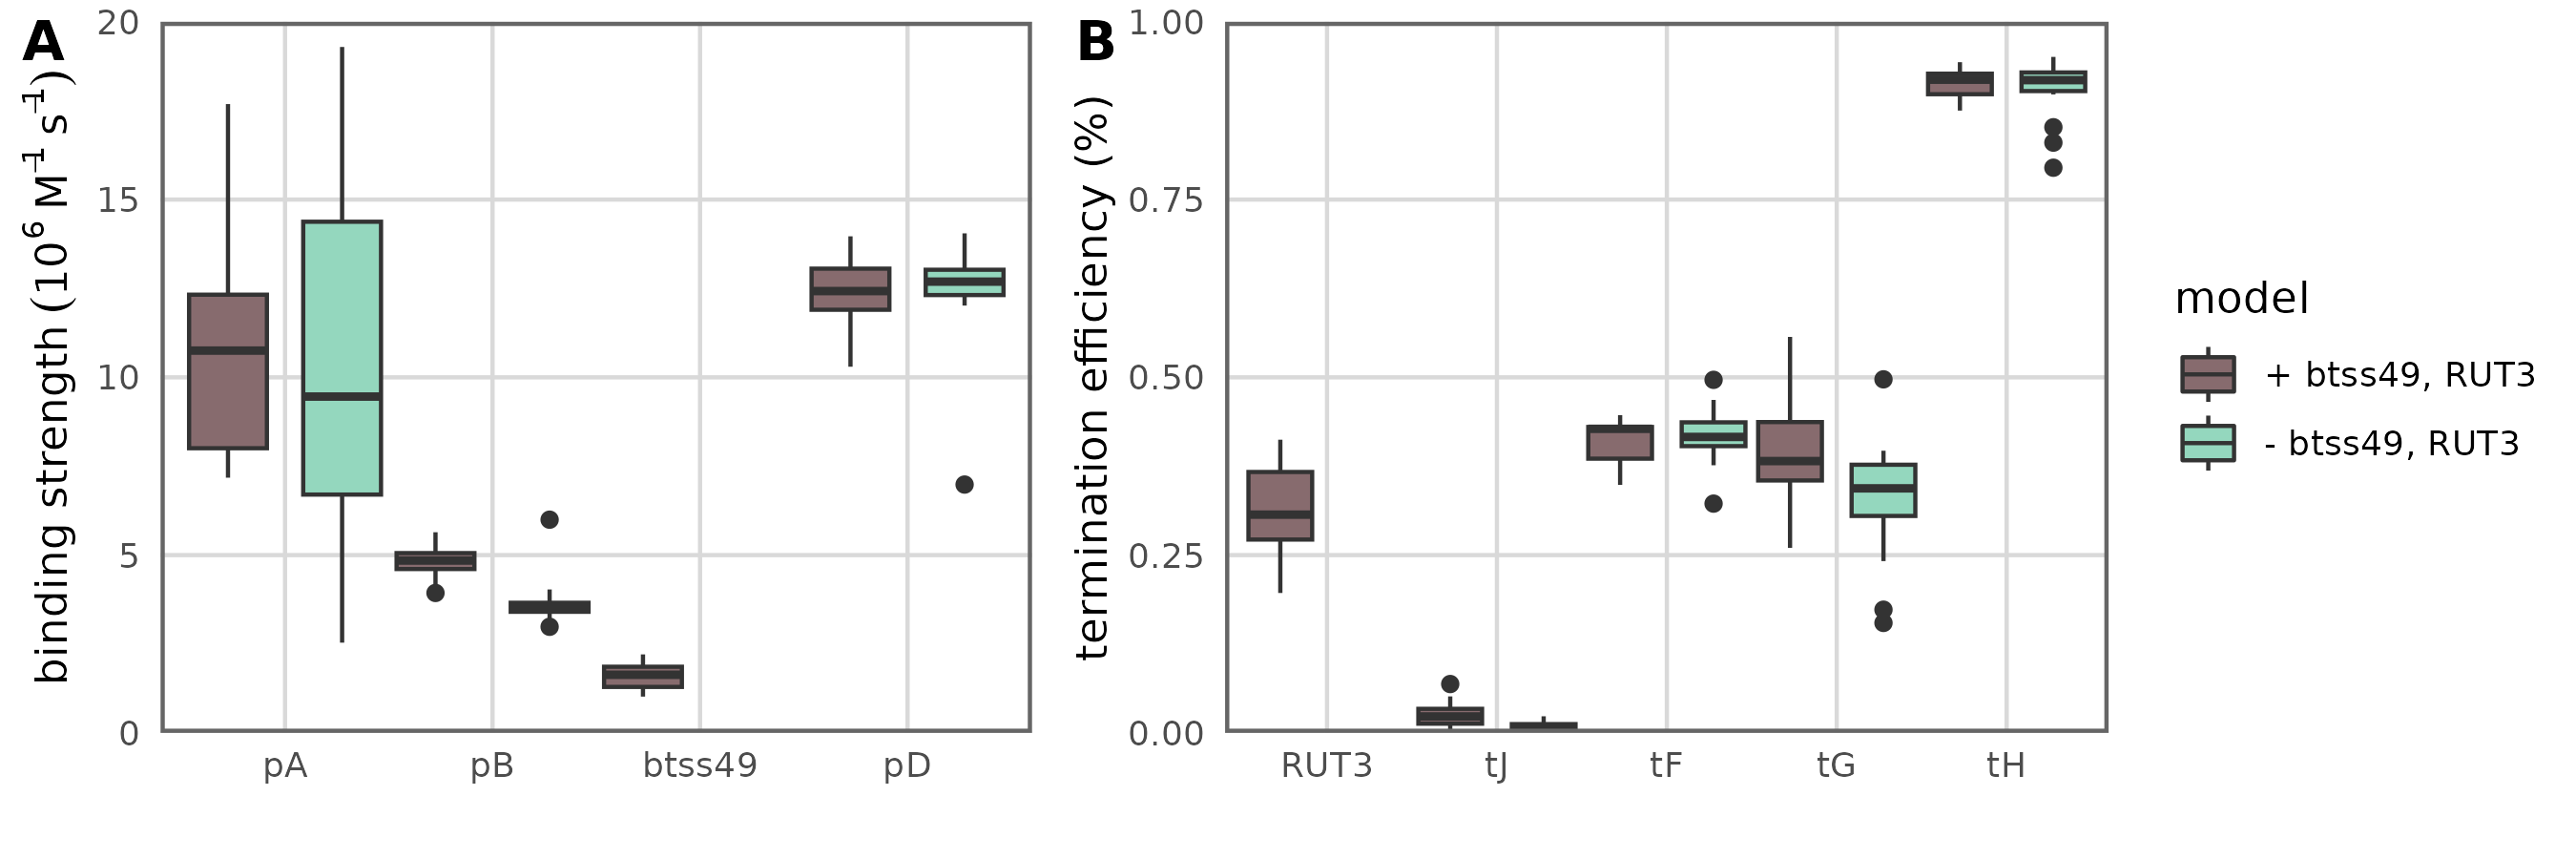 A
binding strength (10⁶ M⁻¹ s⁻¹)
20
15
10
5
0
pA pB btss49 pD
B
termination efficiency (%)
1.00
0.75
0.50
0.25
0.00
RUT3 tJ tF tG tH
model
+ btss49, RUT3
- btss49, RUT3